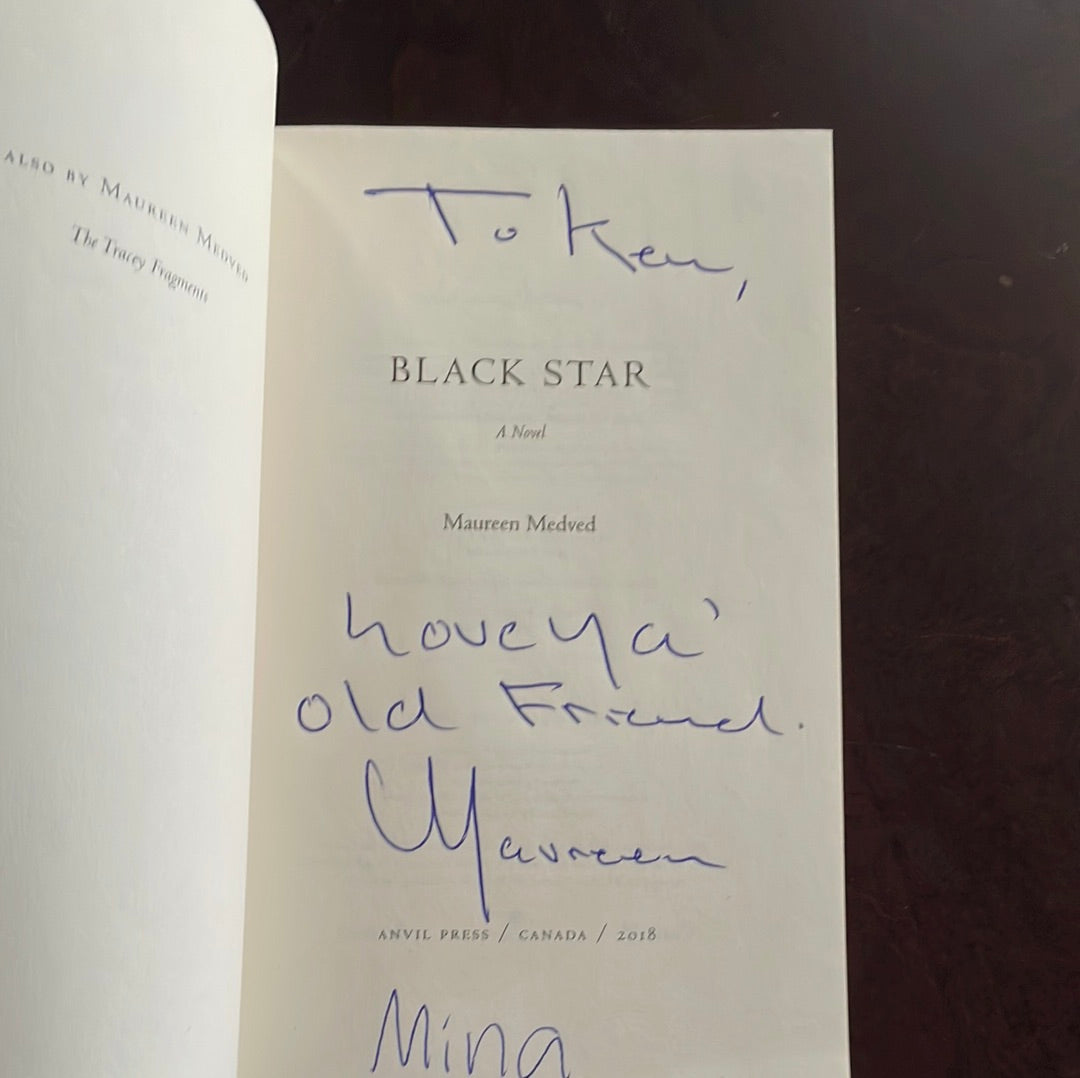 ALSO BY MAUREEN MEDVED
The Tracey Fragments
To Ken,
BLACK STAR
A Novel
Maureen Medved
Love Ya'
old Friend.
Maureen
ANVIL PRESS / CANADA / 2018
Mina